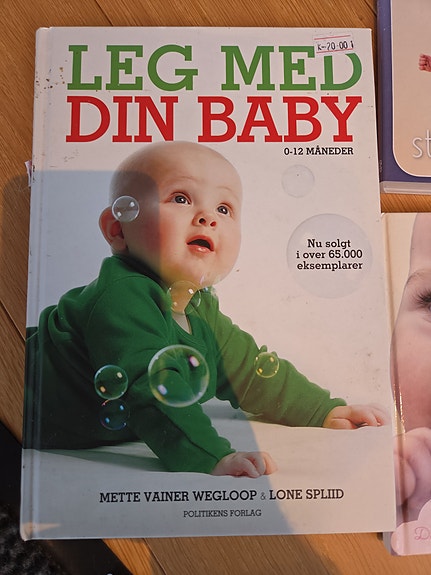 LEG MED
DIN BABY
0-12 MÅNEDER
Nu solgt
i over 65.000
eksemplarer
METTE VAINER WEGLOOP & LONE SPLIID
POLITIKENS FORLAG
st